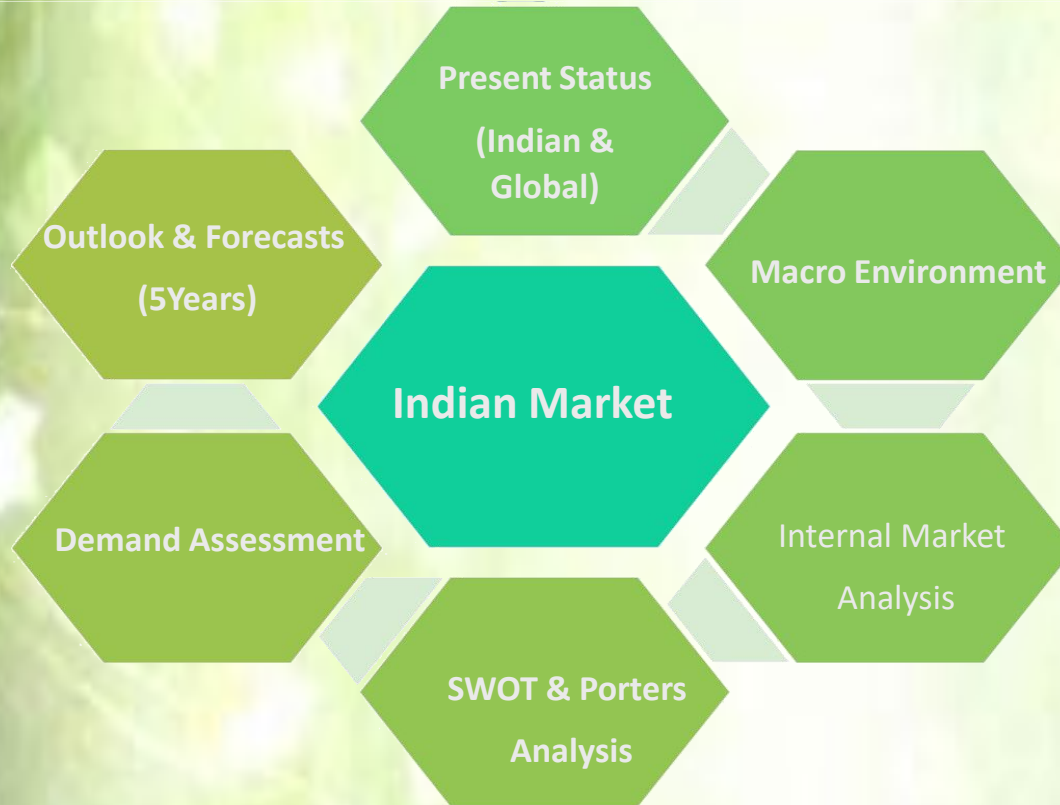 Present Status
(Indian &
Global)
Macro Environment
Internal Market
Analysis
SWOT & Porters
Analysis
Demand Assessment
Outlook & Forecasts
(5Years)
Indian Market